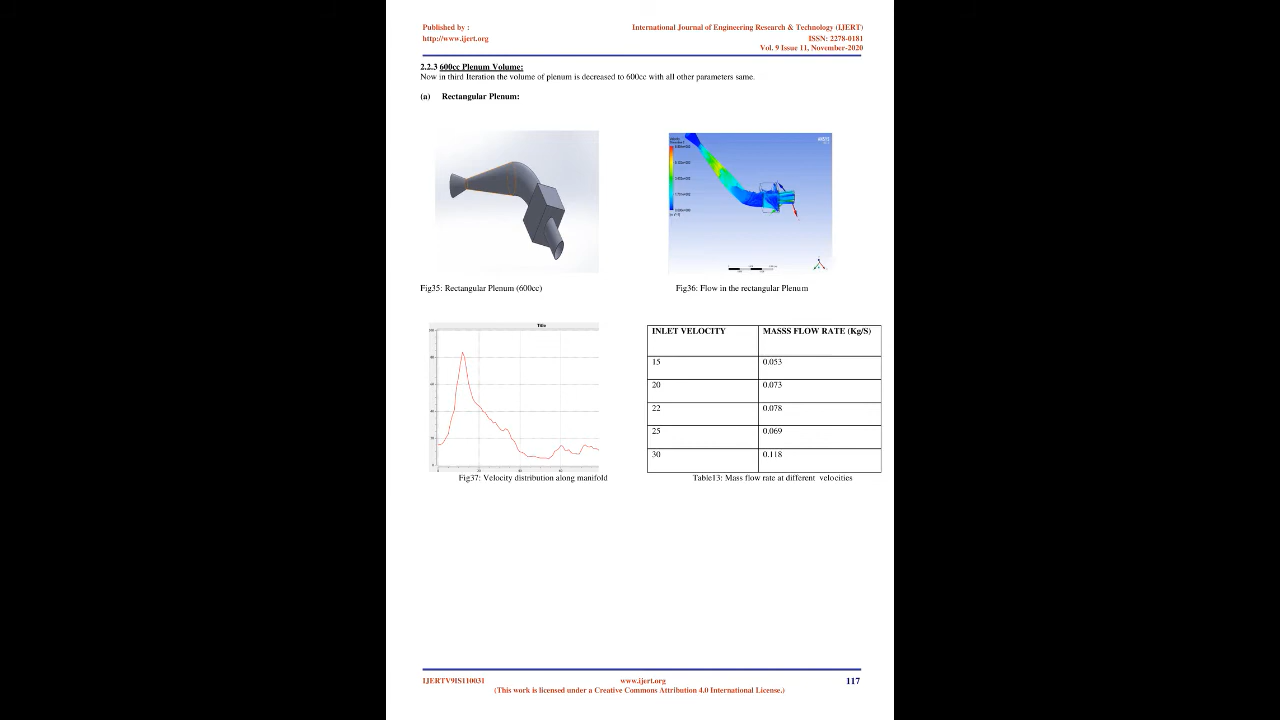 Published by :
International Journal of Engineering Research & Technology (IJERT)
http://www.ijert.org
ISSN: 2278-0181
Vol. 9 Issue 11, November-2020
2.2.3 600cc Plenum Volume:
Now in third Iteration the volume of plenum is decreased to 600cc with all other parameters same.
(a) Rectangular Plenum:
ANSYS
Fig35: Rectangular Plenum (600cc)
Fig36: Flow in the rectangular Plenum
Title
INLET VELOCITY MASSS FLOW RATE (Kg/S)
15 0.053
20 0.073
22 0.078
25 0.069
30 0.118
Fig37: Velocity distribution along manifold
Table13: Mass flow rate at different velocities
IJERTV9IS110031
www.ijert.org
117
(This work is licensed under a Creative Commons Attribution 4.0 International License.)